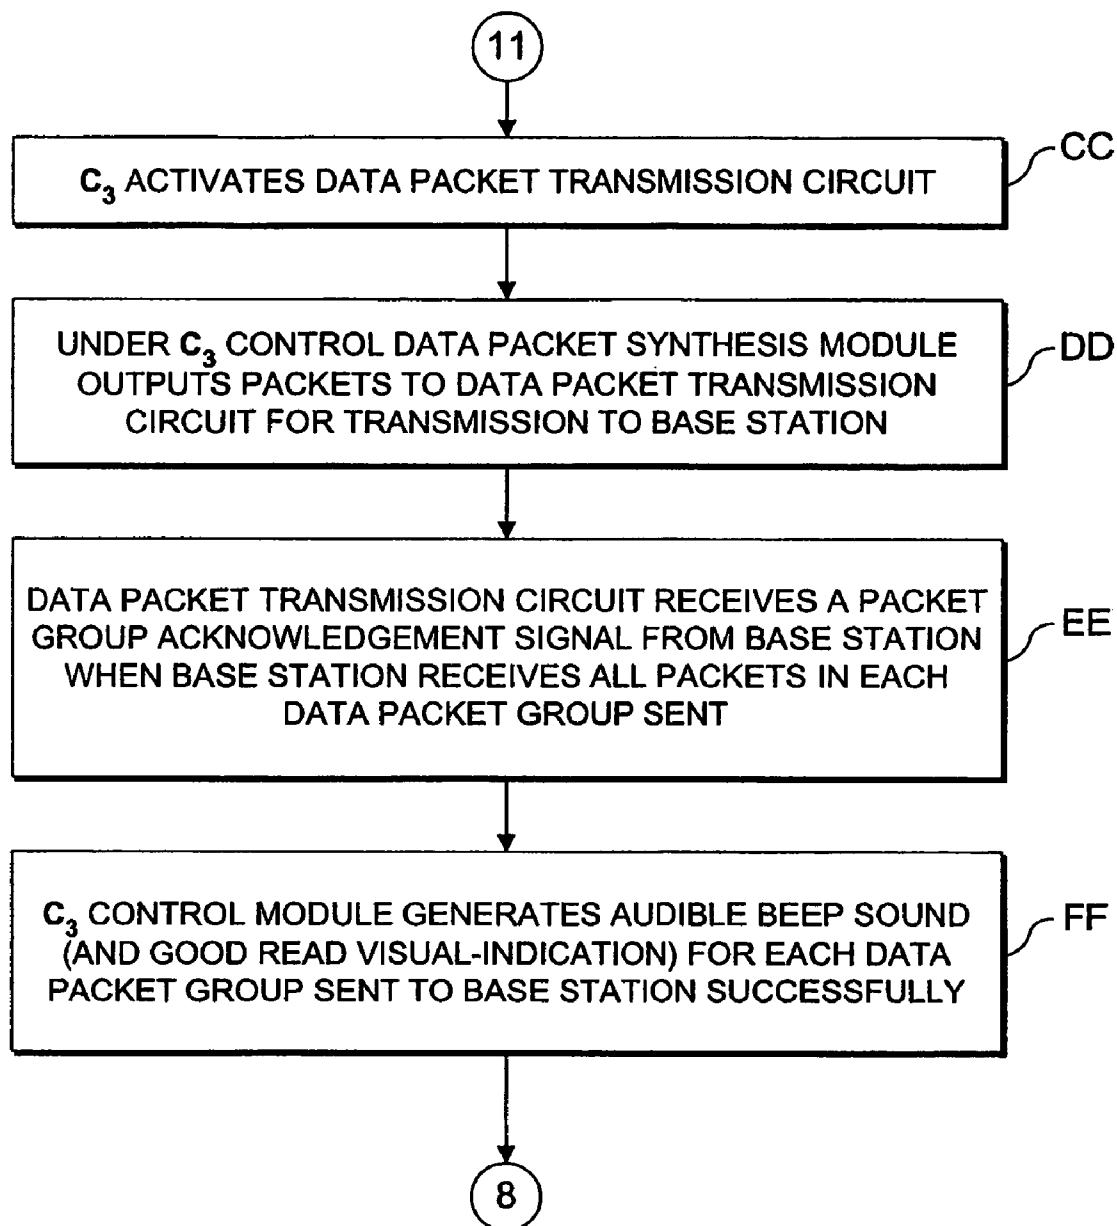 11
C₃ ACTIVATES DATA PACKET TRANSMISSION CIRCUIT
CC
UNDER C₃ CONTROL DATA PACKET SYNTHESIS MODULE
OUTPUTS PACKETS TO DATA PACKET TRANSMISSION
CIRCUIT FOR TRANSMISSION TO BASE STATION
DD
DATA PACKET TRANSMISSION CIRCUIT RECEIVES A PACKET
GROUP ACKNOWLEDGEMENT SIGNAL FROM BASE STATION
WHEN BASE STATION RECEIVES ALL PACKETS IN EACH
DATA PACKET GROUP SENT
EE
C₃ CONTROL MODULE GENERATES AUDIBLE BEEP SOUND
(AND GOOD READ VISUAL-INDICATION) FOR EACH DATA
PACKET GROUP SENT TO BASE STATION SUCCESSFULLY
FF
8